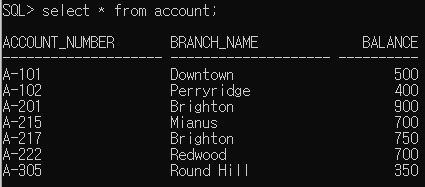 SQL> select * from account;
ACCOUNT_NUMBER BRANCH_NAME BALANCE
-------------------- -------------------- ----------
A-101 Downtown 500
A-102 Perryridge 400
A-201 Brighton 900
A-215 Mianus 700
A-217 Brighton 750
A-222 Redwood 700
A-305 Round Hill 350